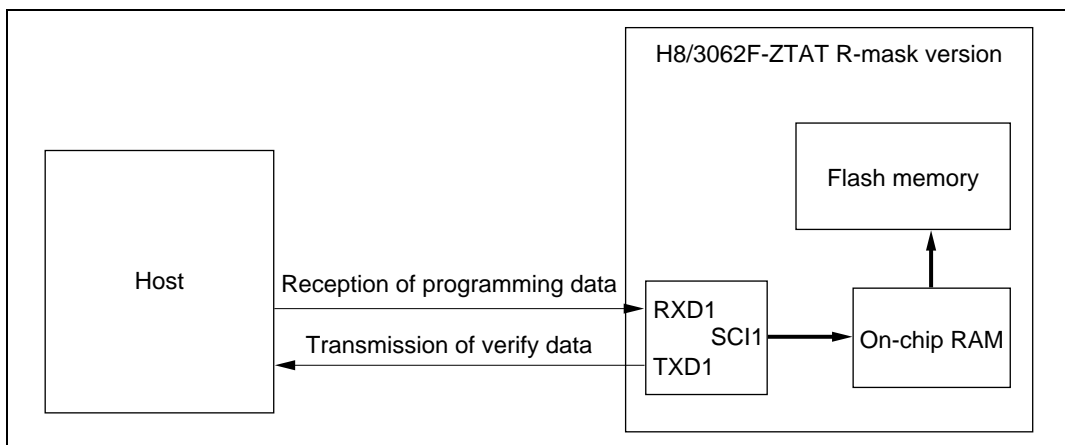 H8/3062F-ZTAT R-mask version
Flash memory
Host
Reception of programming data
RXD1
SCI1
On-chip RAM
Transmission of verify data
TXD1